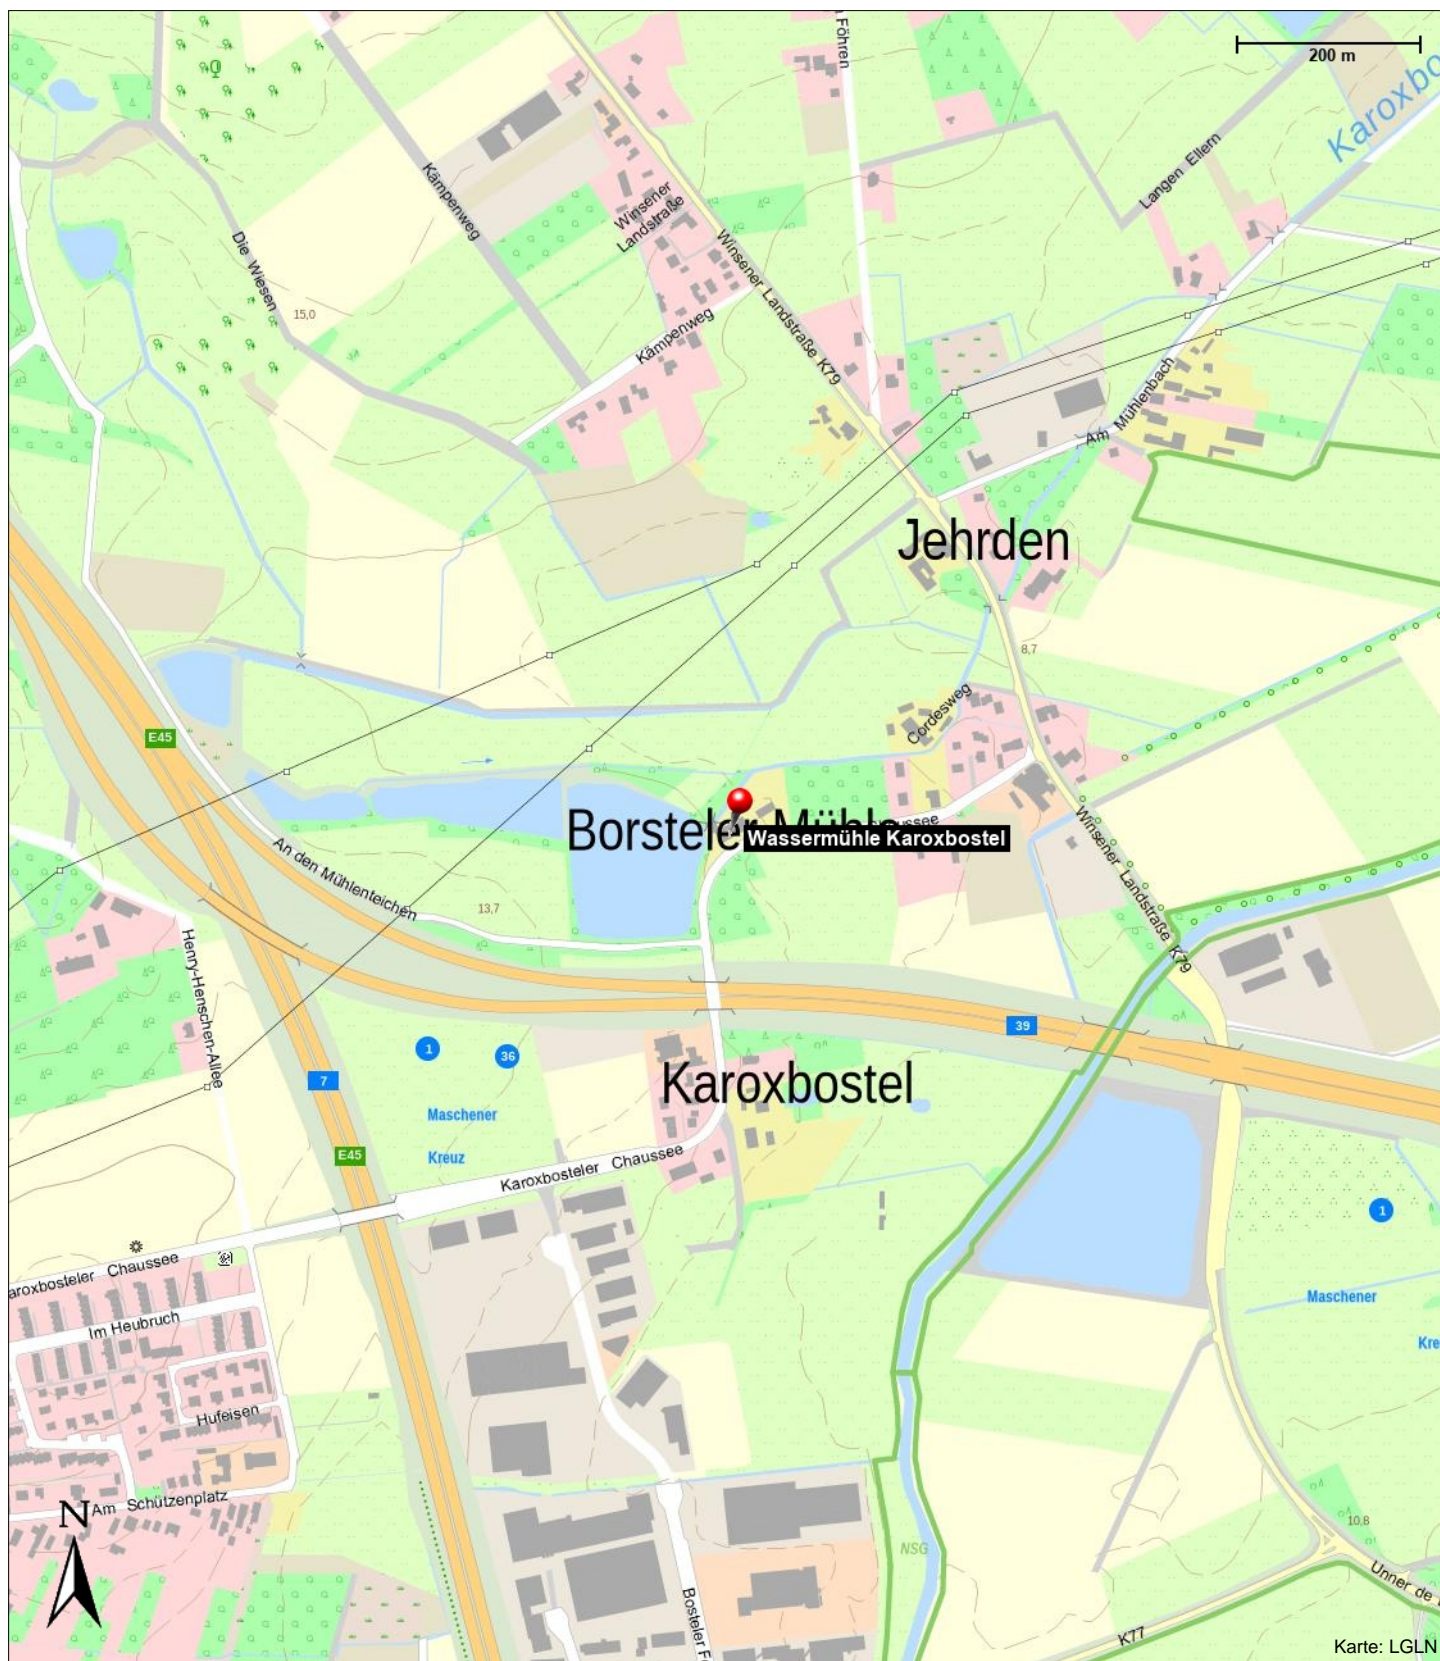 Föhren
200 m
Karoxbo
Langen Ellern
Kämpenweg
Winsener
Landstraße
Winsener Landstraße K79
Die Wiesen
15,0
Kämpenweg
Am Mühlenbach
Jehrden
8,7
Cordesweg
E45
Borsteler Mühle
Wassermühle Karoxbostel
An den Mühlenteichen
13,7
Winsener Landstraße K79
Henry-Henschen-Allee
39
1
36
7
Karoxbostel
Maschener
Kreuz
E45
Karoxbosteler Chaussee
1
aroxbosteler Chaussee
Maschener
Kre
Im Heubruch
Hufeisen
N
Am Schützenplatz
10,8
NSG
Unner de
Bosteler F
K77
Karte: LGLN